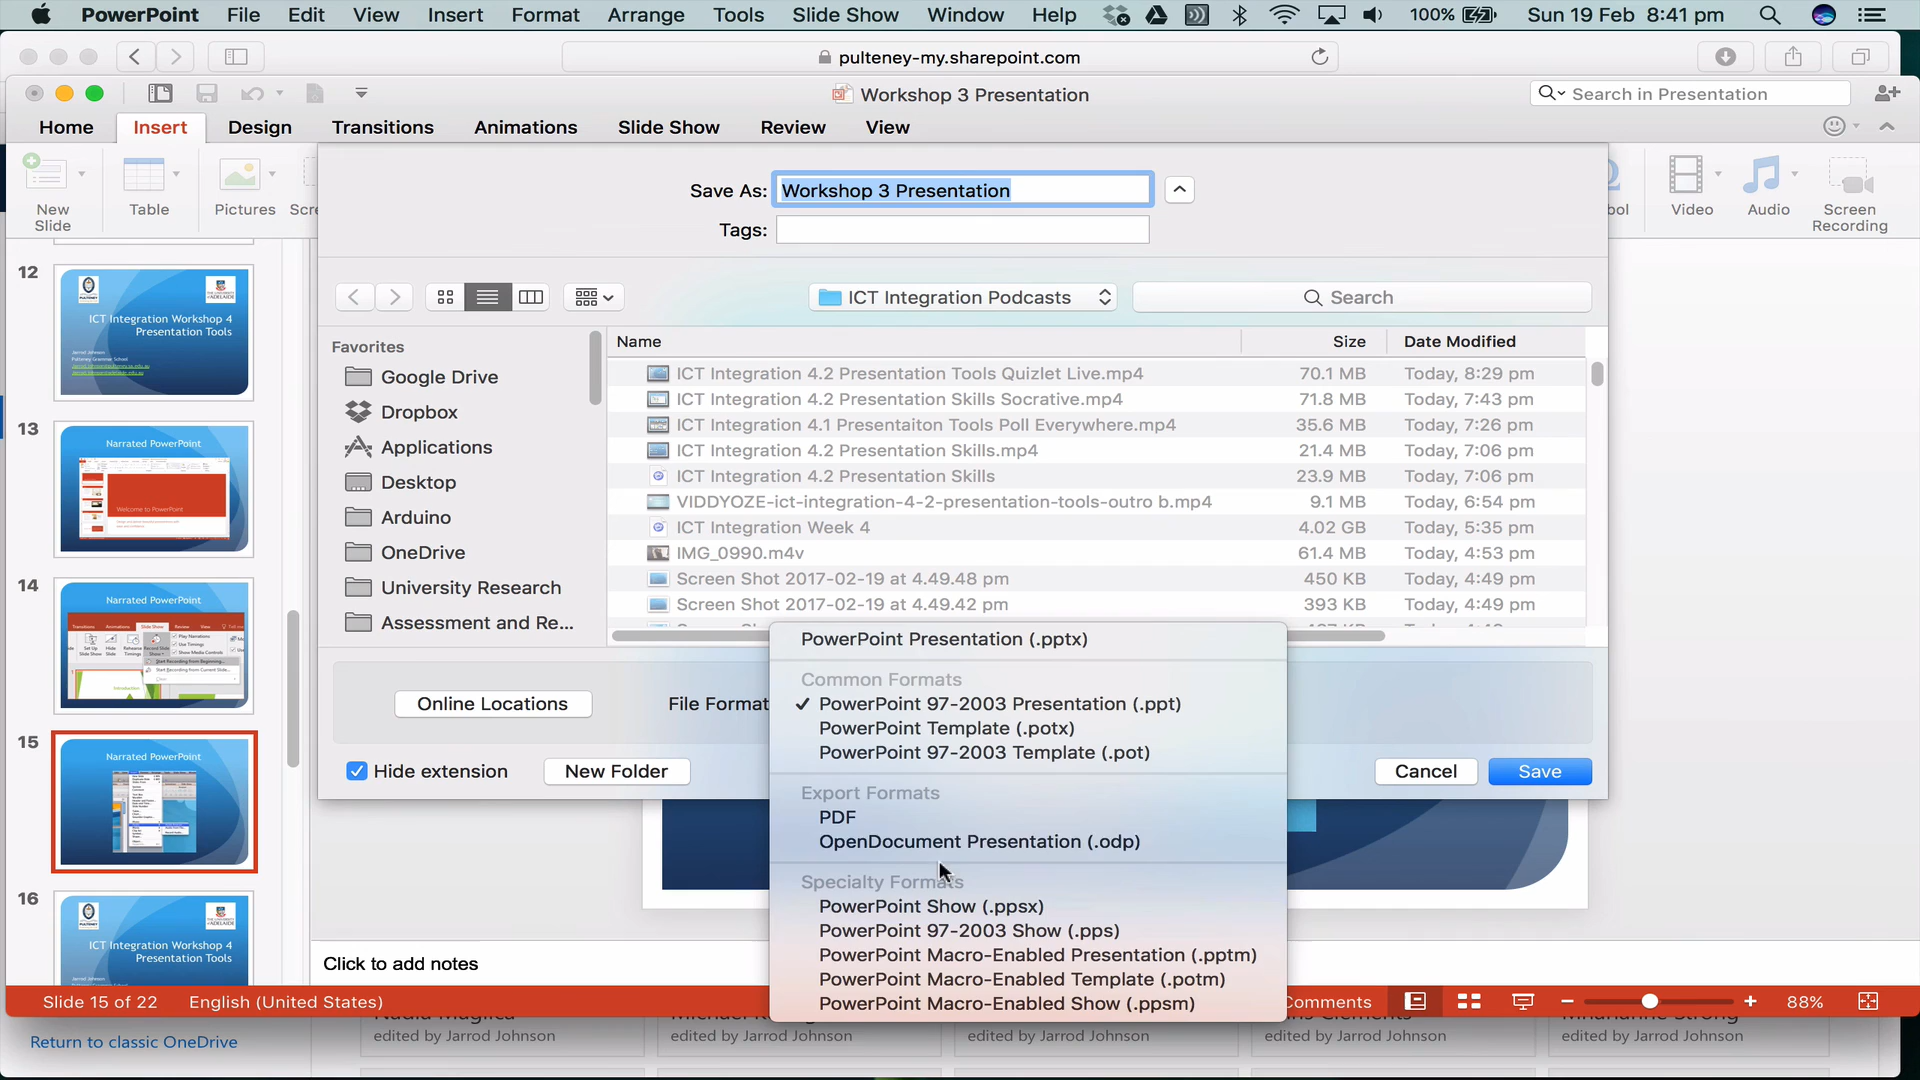 PowerPoint File Edit View Insert Format Arrange Tools Slide Show Window Help 100% Sun 19 Feb 8:41 pm
pulteney-my.sharepoint.com
Workshop 3 Presentation
Search in Presentation
Home Insert Design Transitions Animations Slide Show Review View
New Slide
Table
Pictures
Video
Audio
Screen Recording
Save As: Workshop 3 Presentation
Tags:
ICT Integration Podcasts
Search
Favorites
Google Drive
Dropbox
Applications
Desktop
Arduino
OneDrive
University Research
Assessment and Re...
Name Size Date Modified
ICT Integration 4.2 Presentation Tools Quizlet Live.mp4 70.1 MB Today, 8:29 pm
ICT Integration 4.2 Presentation Skills Socrative.mp4 71.8 MB Today, 7:43 pm
ICT Integration 4.1 Presentaiton Tools Poll Everywhere.mp4 35.6 MB Today, 7:26 pm
ICT Integration 4.2 Presentation Skills.mp4 21.4 MB Today, 7:06 pm
ICT Integration 4.2 Presentation Skills 23.9 MB Today, 7:06 pm
VIDDYOZE-ict-integration-4-2-presentation-tools-outro b.mp4 9.1 MB Today, 6:54 pm
ICT Integration Week 4 4.02 GB Today, 5:35 pm
IMG_0990.m4v 61.4 MB Today, 4:53 pm
Screen Shot 2017-02-19 at 4.49.48 pm 450 KB Today, 4:49 pm
Screen Shot 2017-02-19 at 4.49.42 pm 393 KB Today, 4:49 pm
Online Locations
File Format
PowerPoint Presentation (.pptx)
Common Formats
✓ PowerPoint 97-2003 Presentation (.ppt)
PowerPoint Template (.potx)
PowerPoint 97-2003 Template (.pot)
Export Formats
PDF
OpenDocument Presentation (.odp)
Specialty Formats
PowerPoint Show (.ppsx)
PowerPoint 97-2003 Show (.pps)
PowerPoint Macro-Enabled Presentation (.pptm)
PowerPoint Macro-Enabled Template (.potm)
PowerPoint Macro-Enabled Show (.ppsm)
Hide extension
New Folder
Cancel
Save
12
ICT Integration Workshop 4
Presentation Tools
Jarrod Johnson
Pulteney Grammar School
13
Narrated PowerPoint
Welcome to PowerPoint
14
Narrated PowerPoint
15
Narrated PowerPoint
16
ICT Integration Workshop 4
Presentation Tools
Click to add notes
Slide 15 of 22 English (United States)
Comments
88%
Return to classic OneDrive
edited by Jarrod Johnson
edited by Jarrod Johnson
edited by Jarrod Johnson
edited by Jarrod Johnson
edited by Jarrod Johnson